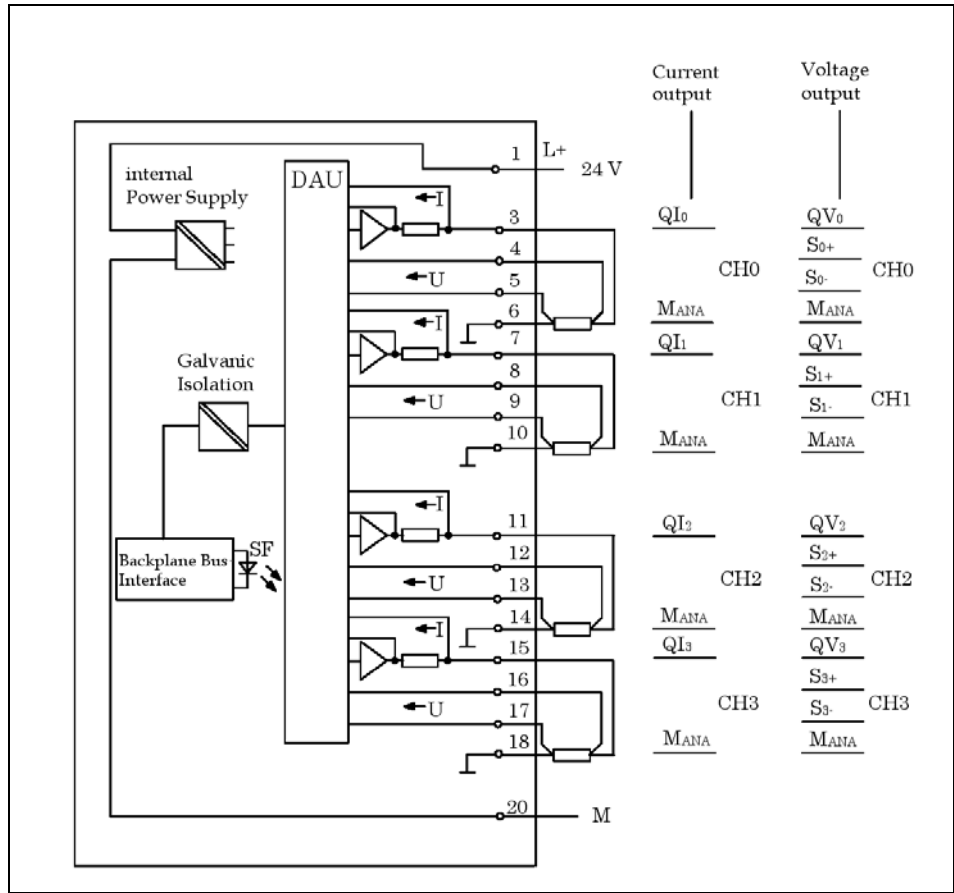 Current
output
Voltage
output
internal
Power Supply
DAU
1
L+
24 V
I
3
4
U
5
6
I
7
8
U
9
10
Galvanic
Isolation
Backplane Bus
Interface
SF
I
11
12
U
13
14
I
15
16
U
17
18
20
M
QI0
CH0
MANA
QI1
CH1
MANA
QI2
CH2
MANA
QI3
CH3
MANA
QV0
S0+
S0-
CH0
MANA
QV1
S1+
S1-
CH1
MANA
QV2
S2+
S2-
CH2
MANA
QV3
S3+
S3-
CH3
MANA